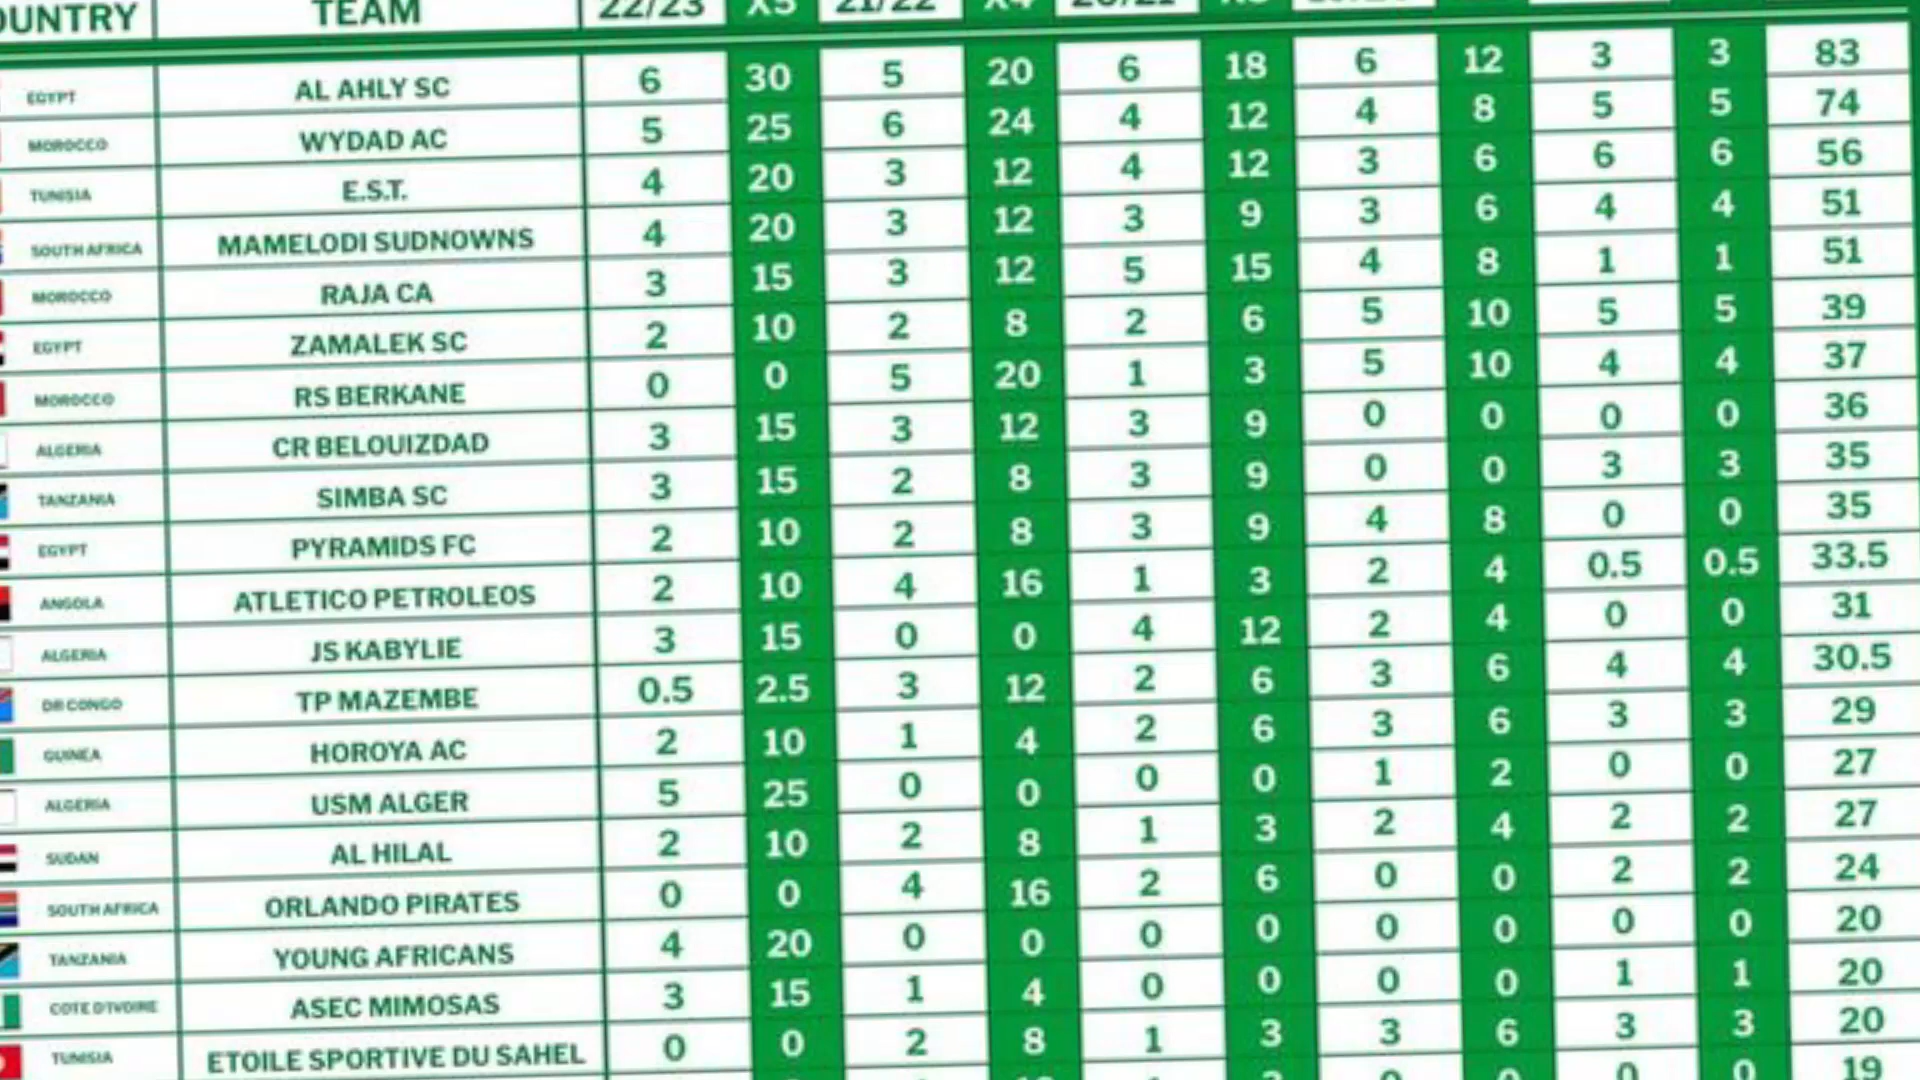 OUNTRY TEAM 22/23 X5 21/22 X4 20/21
EGYPT AL AHLY SC 6 30 5 20 6 18 6 12 3 3 83
MOROCCO WYDAD AC 5 25 6 24 4 12 4 8 5 5 74
TUNISIA E.S.T. 4 20 3 12 4 12 3 6 6 6 56
SOUTH AFRICA MAMELODI SUDNOWNS 4 20 3 12 3 9 3 6 4 4 51
MOROCCO RAJA CA 3 15 3 12 5 15 4 8 1 1 51
EGYPT ZAMALEK SC 2 10 2 8 2 6 5 10 5 5 39
MOROCCO RS BERKANE 0 0 5 20 1 3 5 10 4 4 37
ALGERIA CR BELOUIZDAD 3 15 3 12 3 9 0 0 0 0 36
TANZANIA SIMBA SC 3 15 2 8 3 9 0 0 3 3 35
EGYPT PYRAMIDS FC 2 10 2 8 3 9 4 8 0 0 35
ANGOLA ATLETICO PETROLEOS 2 10 4 16 1 3 2 4 0.5 0.5 33.5
ALGERIA JS KABYLIE 3 15 0 0 4 12 2 4 0 0 31
DR CONGO TP MAZEMBE 0.5 2.5 3 12 2 6 3 6 4 4 30.5
GUINEA HOROYA AC 2 10 1 4 2 6 3 6 3 3 29
ALGERIA USM ALGER 5 25 0 0 0 0 1 2 0 0 27
SUDAN AL HILAL 2 10 2 8 1 3 2 4 2 2 27
SOUTH AFRICA ORLANDO PIRATES 0 0 4 16 2 6 0 0 2 2 24
TANZANIA YOUNG AFRICANS 4 20 0 0 0 0 0 0 0 0 20
COTE D'IVOIRE ASEC MIMOSAS 3 15 1 4 0 0 0 0 1 1 20
TUNISIA ETOILE SPORTIVE DU SAHEL 0 0 2 8 1 3 3 6 3 3 20
0 0 19